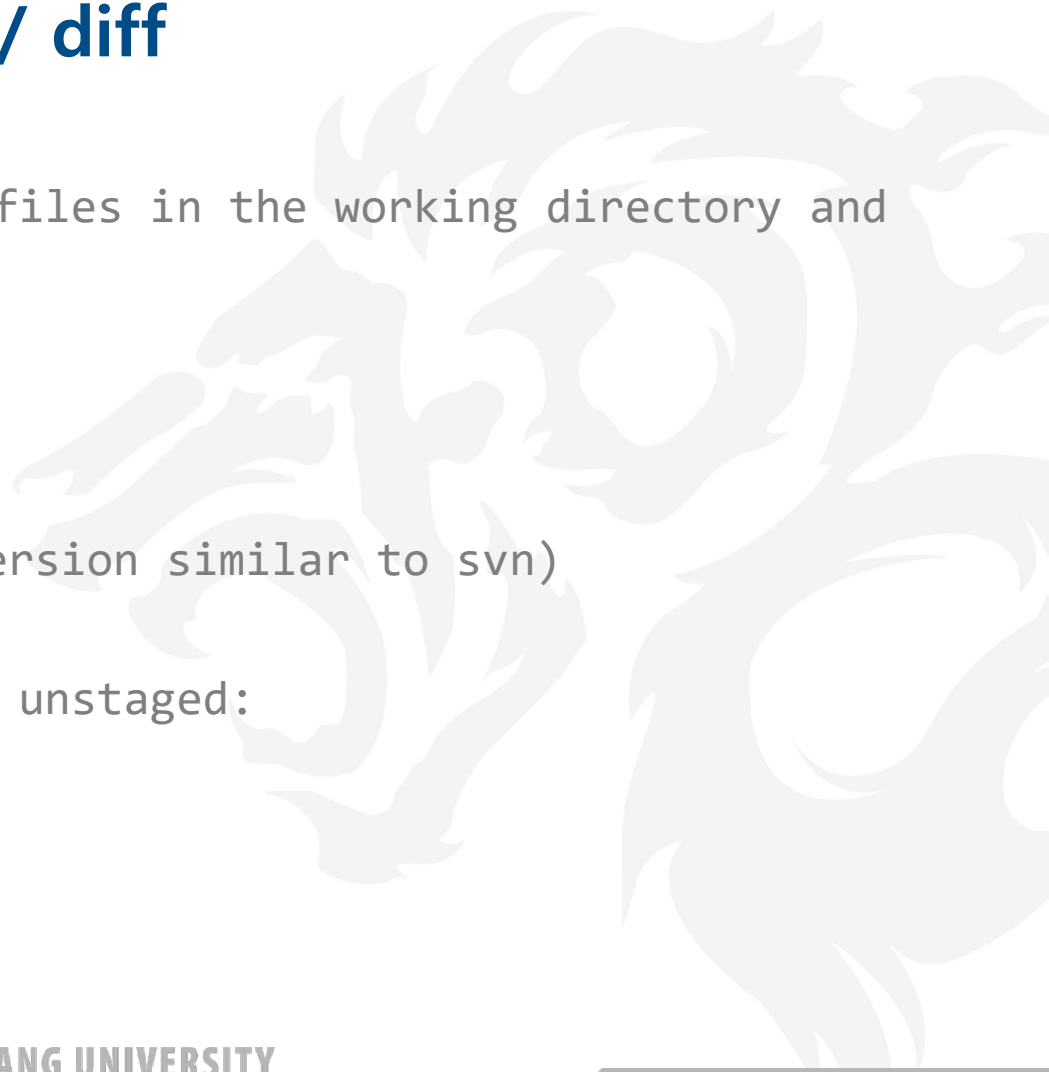 / diff
files in the working directory and
ersion similar to svn)
unstaged:
ANG UNIVERSITY